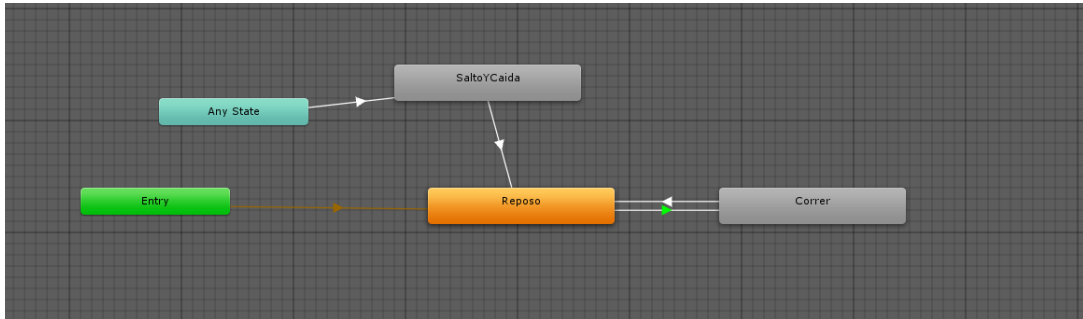 SaltoYCaida
Any State
Entry
Reposo
Correr